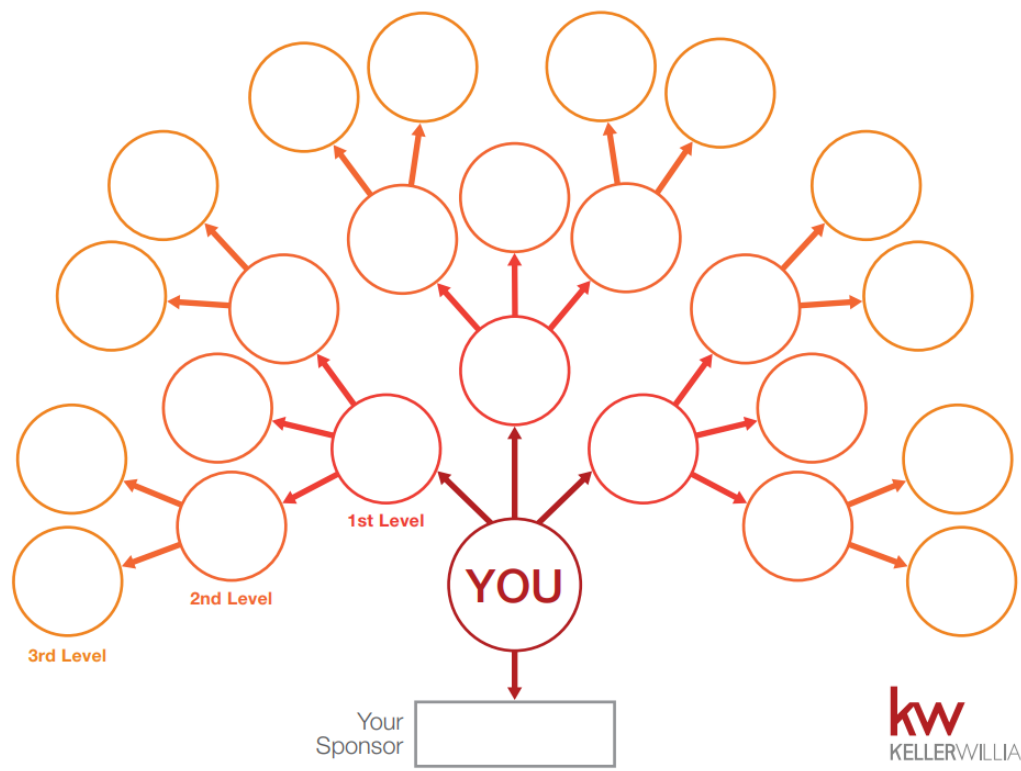 1st Level
YOU
2nd Level
3rd Level
Your
Sponsor
kw
KELLERWILLIA